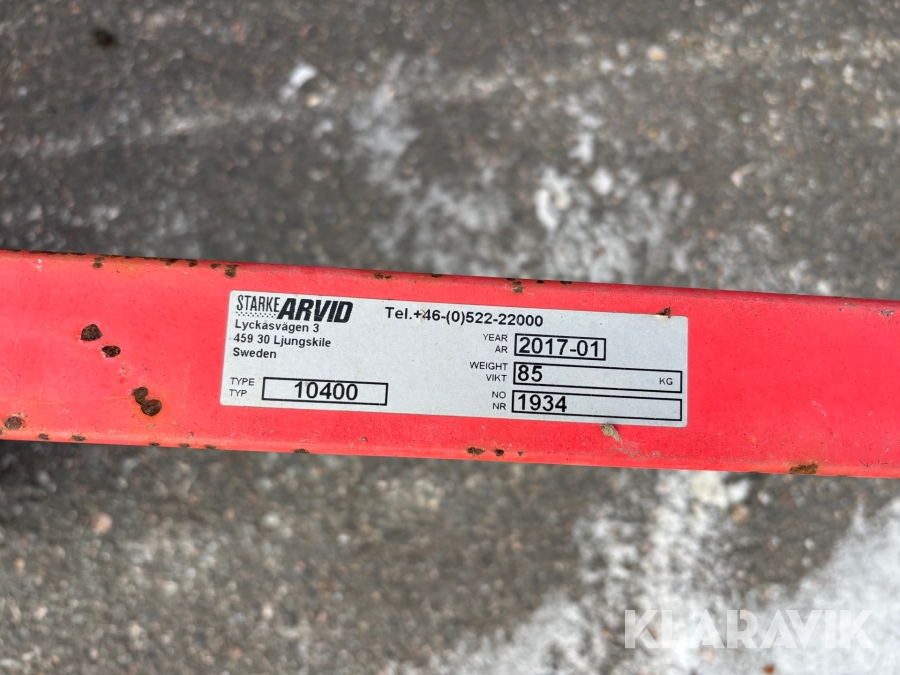 STARKE ARVID
Lyckåsvägen 3
459 30 Ljungskile
Sweden
TYPE
TYP
10400
Tel.+46-(0)522-22000
YEAR
ÅR
2017-01
WEIGHT
VIKT
85
KG
NO
NR
1934
KLARAVIK